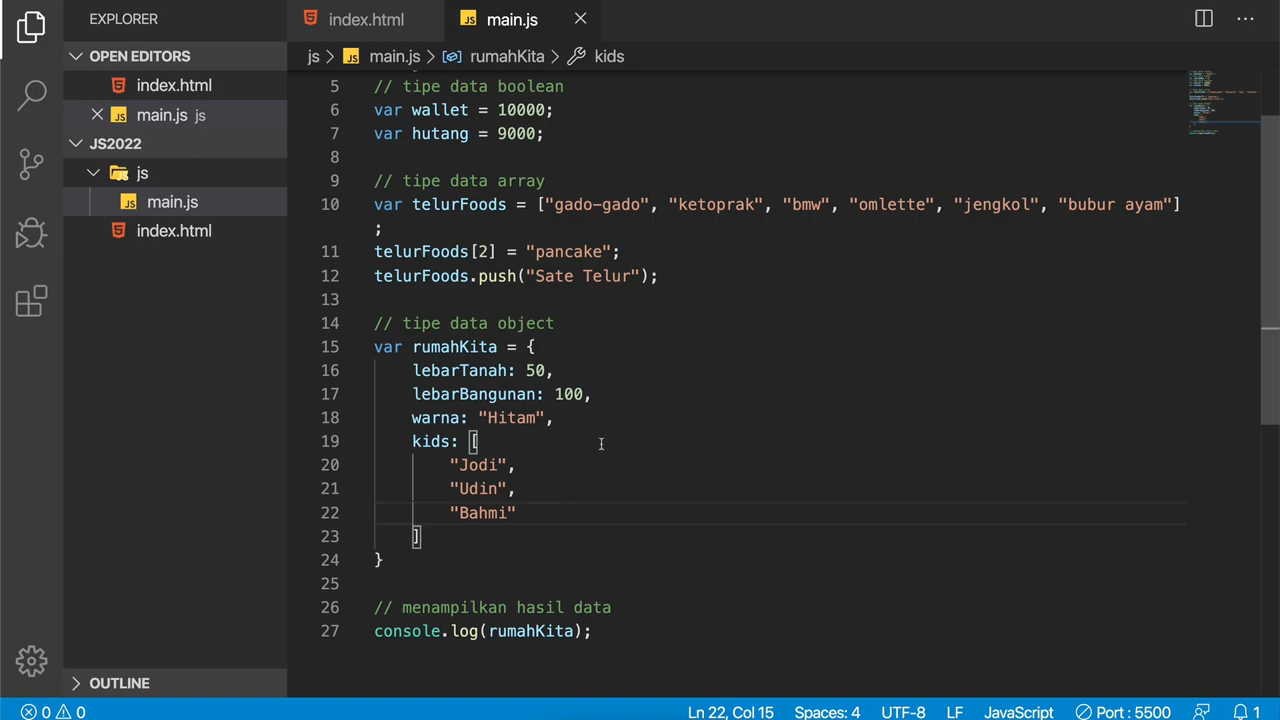 EXPLORER
OPEN EDITORS
index.html
main.js js
JS2022
js
main.js
index.html
OUTLINE
index.html
main.js
js > main.js > rumahKita > kids
5 // tipe data boolean
6 var wallet = 10000;
7 var hutang = 9000;
8
9 // tipe data array
10 var telurFoods = ["gado-gado", "ketoprak", "bmw", "omlette", "jengkol", "bubur ayam"]
;
11 telurFoods[2] = "pancake";
12 telurFoods.push("Sate Telur");
13
14 // tipe data object
15 var rumahKita = {
16 lebarTanah: 50,
17 lebarBangunan: 100,
18 warna: "Hitam",
19 kids: [
20 "Jodi",
21 "Udin",
22 "Bahmi"
23 ]
24 }
25
26 // menampilkan hasil data
27 console.log(rumahKita);
0 0 Ln 22, Col 15 Spaces: 4 UTF-8 LF JavaScript Port : 5500 1